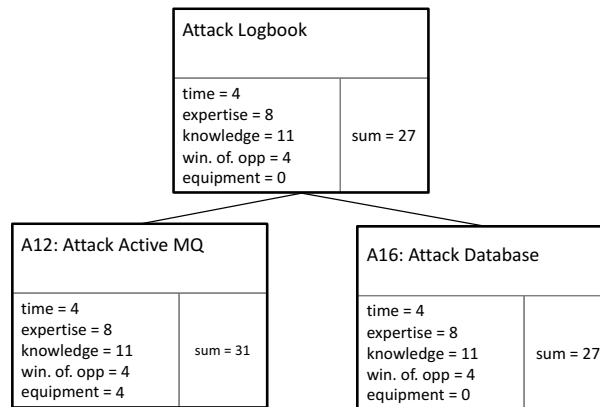 Attack Logbook
time = 4
expertise = 8
knowledge = 11
win. of. opp = 4
equipment = 0
sum = 27
A12: Attack Active MQ
time = 4
expertise = 8
knowledge = 11
win. of. opp = 4
equipment = 4
sum = 31
A16: Attack Database
time = 4
expertise = 8
knowledge = 11
win. of. opp = 4
equipment = 0
sum = 27